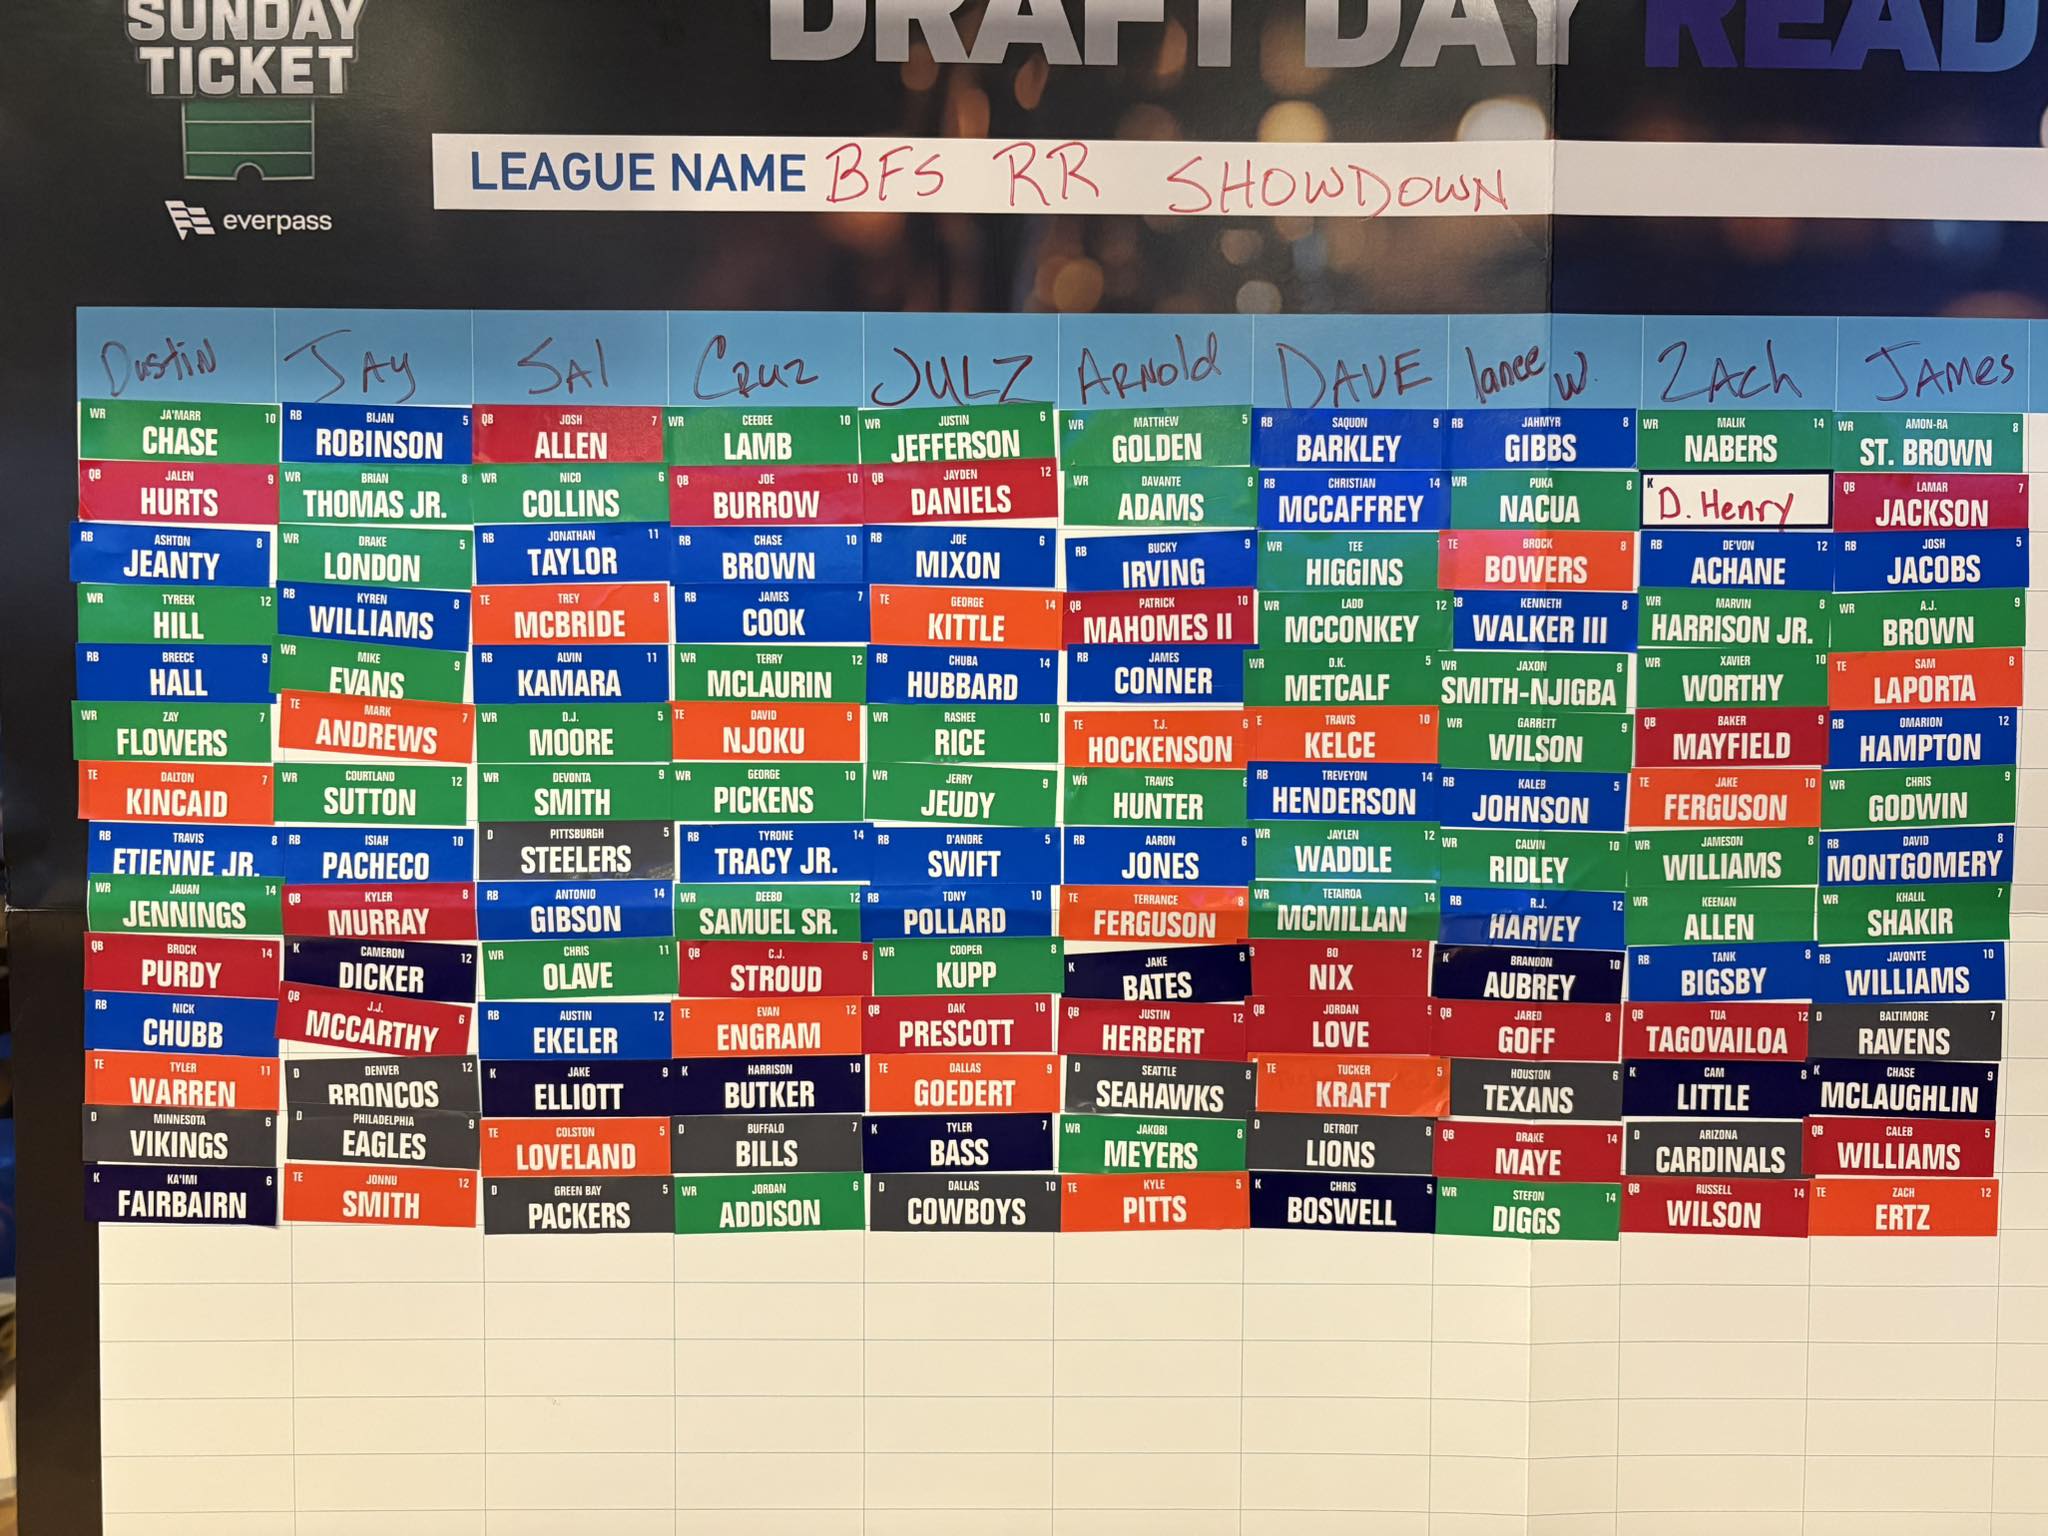 SUNDAY
TICKET
everpass
DRAFT DAY READ
LEAGUE NAME BFS RR SHOWDOWN
Dustin JAY SAl CRUZ JULZ ARNOld DAVE lance W. ZACh JAMEs
WR JA'MARR 10 CHASE RB BIJAN 5 ROBINSON QB JOSH 7 ALLEN WR CEEDEE 10 LAMB WR JUSTIN 6 JEFFERSON WR MATTHEW 5 GOLDEN RB SAQUON 9 BARKLEY RB JAHMYR 8 GIBBS WR MALIK 14 NABERS WR AMON-RA 8 ST. BROWN
QB JALEN 9 HURTS WR BRIAN 8 THOMAS JR. WR NICO 6 COLLINS QB JOE 10 BURROW QB JAYDEN 12 DANIELS WR DAVANTE 8 ADAMS RB CHRISTIAN 14 MCCAFFREY WR PUKA 8 NACUA K D. Henry QB LAMAR 7 JACKSON
RB ASHTON 8 JEANTY WR DRAKE 5 LONDON RB JONATHAN 11 TAYLOR RB CHASE 10 BROWN RB JOE 6 MIXON RB BUCKY 9 IRVING WR TEE HIGGINS TE BROCK 8 BOWERS RB DE'VON 12 ACHANE RB JOSH 5 JACOBS
WR TYREEK 12 HILL RB KYREN 8 WILLIAMS TE TREY 8 MCBRIDE RB JAMES 7 COOK TE GEORGE 14 KITTLE QB PATRICK 10 MAHOMES II WR LADD 12 MCCONKEY RB KENNETH 8 WALKER III WR MARVIN 8 HARRISON JR. WR A.J. 9 BROWN
RB BREECE 9 HALL WR MIKE 9 EVANS RB ALVIN 11 KAMARA WR TERRY 12 MCLAURIN RB CHUBA 14 HUBBARD RB JAMES CONNER WR D.K. 5 METCALF WR JAXON 8 SMITH-NJIGBA WR XAVIER 10 WORTHY TE SAM 8 LAPORTA
WR ZAY 7 FLOWERS TE MARK 7 ANDREWS WR D.J. 5 MOORE TE DAVID 9 NJOKU WR RASHEE 10 RICE TE T.J. 6 HOCKENSON E TRAVIS 10 KELCE WR GARRETT 9 WILSON QB BAKER 9 MAYFIELD RB OMARION 12 HAMPTON
TE DALTON 7 KINCAID WR COURTLAND 12 SUTTON WR DEVONTA 9 SMITH WR GEORGE 10 PICKENS WR JERRY 9 JEUDY WR TRAVIS 8 HUNTER RB TREVEYON 14 HENDERSON RB KALEB 5 JOHNSON TE JAKE 10 FERGUSON WR CHRIS 9 GODWIN
RB TRAVIS 8 ETIENNE JR. RB ISIAH 10 PACHECO D PITTSBURGH 5 STEELERS RB TYRONE 14 TRACY JR. RB D'ANDRE 5 SWIFT RB AARON 6 JONES WR JAYLEN 12 WADDLE WR CALVIN 10 RIDLEY WR JAMESON 8 WILLIAMS RB DAVID 8 MONTGOMERY
WR JAUAN 14 JENNINGS QB KYLER 8 MURRAY RB ANTONIO 14 GIBSON WR DEEBO 12 SAMUEL SR. RB TONY 10 POLLARD TE TERRANCE 8 FERGUSON WR TETAIROA 14 MCMILLAN RB R.J. 12 HARVEY WR KEENAN ALLEN WR KHALIL 7 SHAKIR
QB BROCK 14 PURDY K CAMERON 12 DICKER WR CHRIS 11 OLAVE QB C.J. 6 STROUD WR COOPER 8 KUPP K JAKE 8 BATES BO 12 NIX K BRANDON 10 AUBREY RB TANK 8 BIGSBY RB JAVONTE 10 WILLIAMS
RB NICK CHUBB QB J.J. 6 MCCARTHY RB AUSTIN 12 EKELER TE EVAN 12 ENGRAM QB DAK 10 PRESCOTT QB JUSTIN 12 HERBERT QB JORDAN 5 LOVE QB JARED 8 GOFF QB TUA 12 TAGOVAILOA D BALTIMORE 7 RAVENS
TE TYLER 11 WARREN D DENVER 12 BRONCOS K JAKE 9 ELLIOTT K HARRISON 10 BUTKER TE DALLAS 9 GOEDERT D SEATTLE 8 SEAHAWKS TE TUCKER 5 KRAFT HOUSTON 6 TEXANS K CAM 8 LITTLE K CHASE 9 MCLAUGHLIN
D MINNESOTA 6 VIKINGS D PHILADELPHIA 9 EAGLES TE COLSTON 5 LOVELAND D BUFFALO 7 BILLS K TYLER 7 BASS WR JAKOBI 8 MEYERS D DETROIT 8 LIONS QB DRAKE 14 MAYE D ARIZONA 8 CARDINALS QB CALEB 5 WILLIAMS
K KA'IMI 6 FAIRBAIRN TE JONNU 12 SMITH D GREEN BAY 5 PACKERS WR JORDAN 6 ADDISON D DALLAS 10 COWBOYS TE KYLE 5 PITTS K CHRIS 5 BOSWELL WR STEFON 14 DIGGS QB RUSSELL 14 WILSON TE ZACH 12 ERTZ